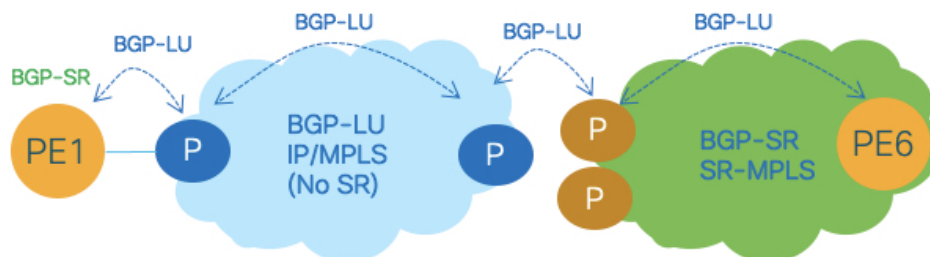 BGP-LU
BGP-LU
BGP-LU
BGP-LU
BGP-SR
PE1
P
BGP-LU
IP/MPLS
(No SR)
P
P
P
BGP-SR
SR-MPLS
PE6